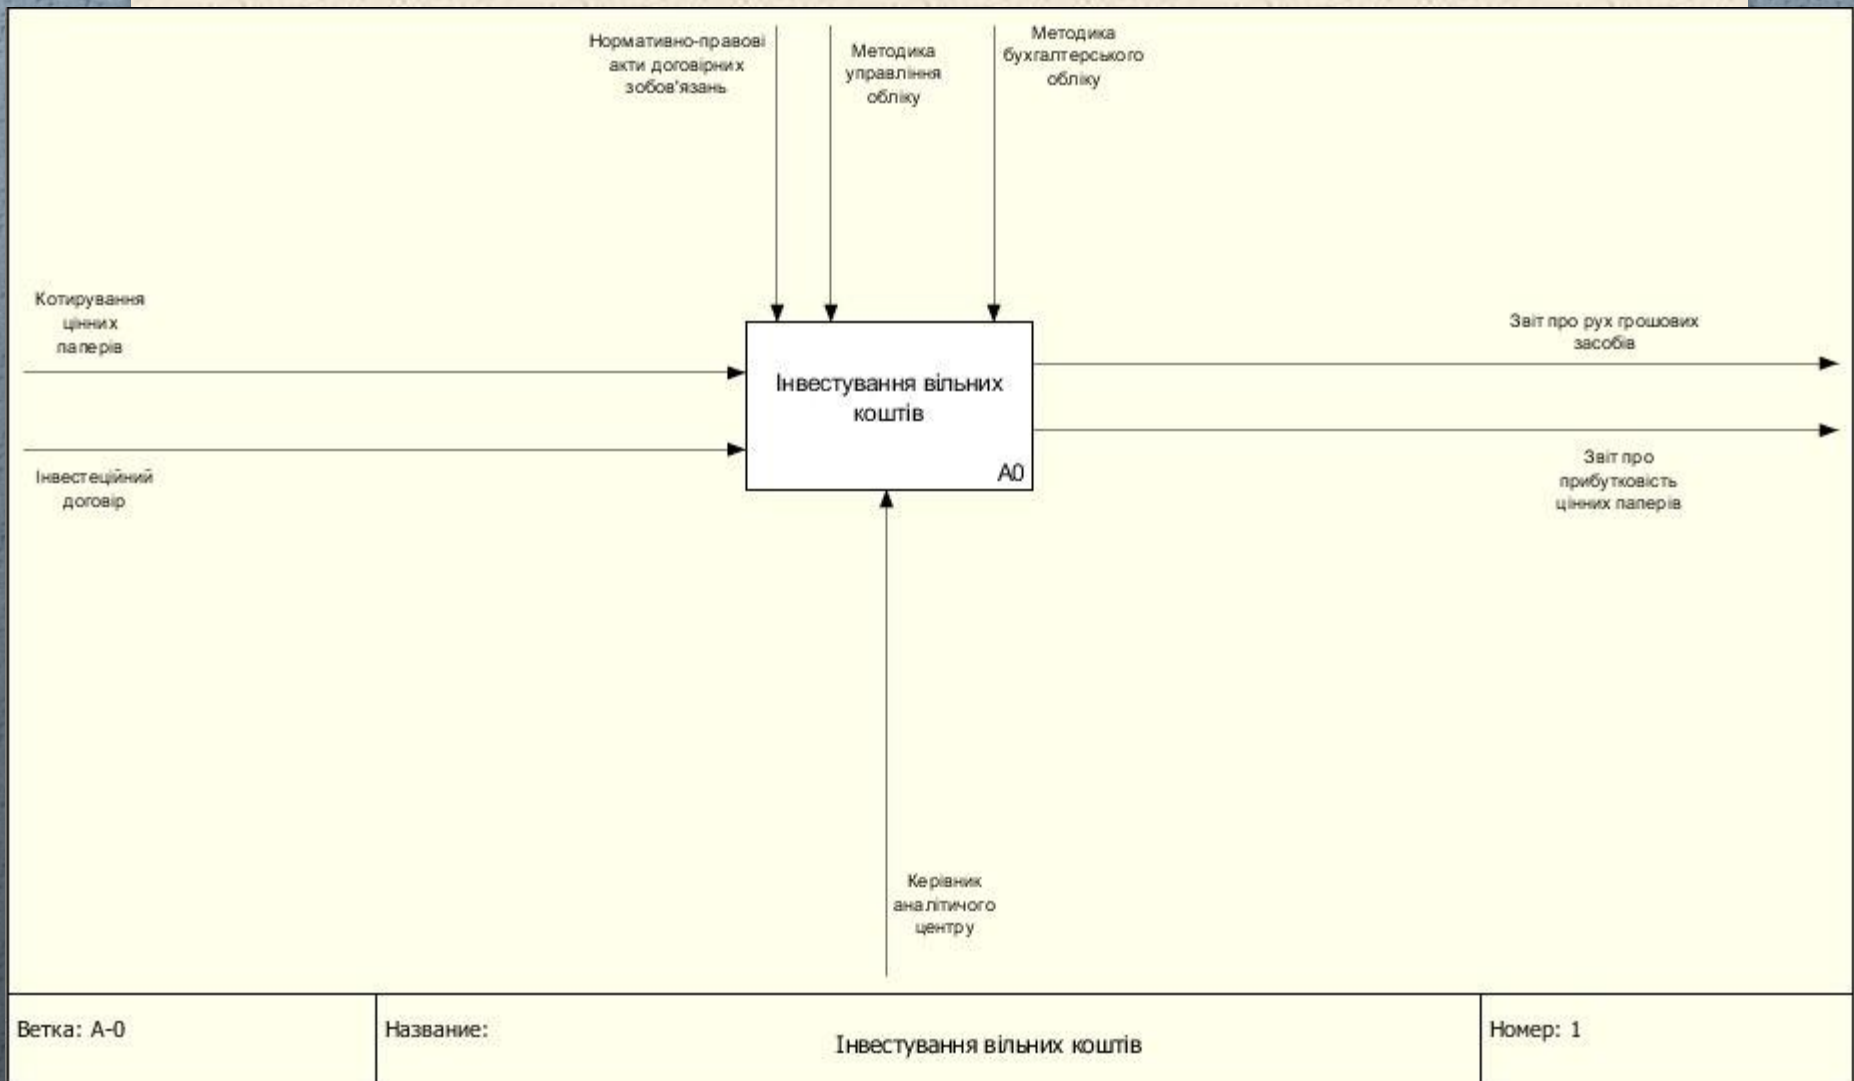 Нормативно-правові
акти договірних
зобов'язань
Методика
управління
обліку
Методика
бухгалтерського
обліку
Котирування
цінних
паперів
Інвестеційний
договір
Інвестування вільних
коштів
A0
Звіт про рух грошових
засобів
Звіт про
прибутковість
цінних паперів
Керівник
аналітичого
центру
Ветка: A-0
Название:
Інвестування вільних коштів
Номер: 1